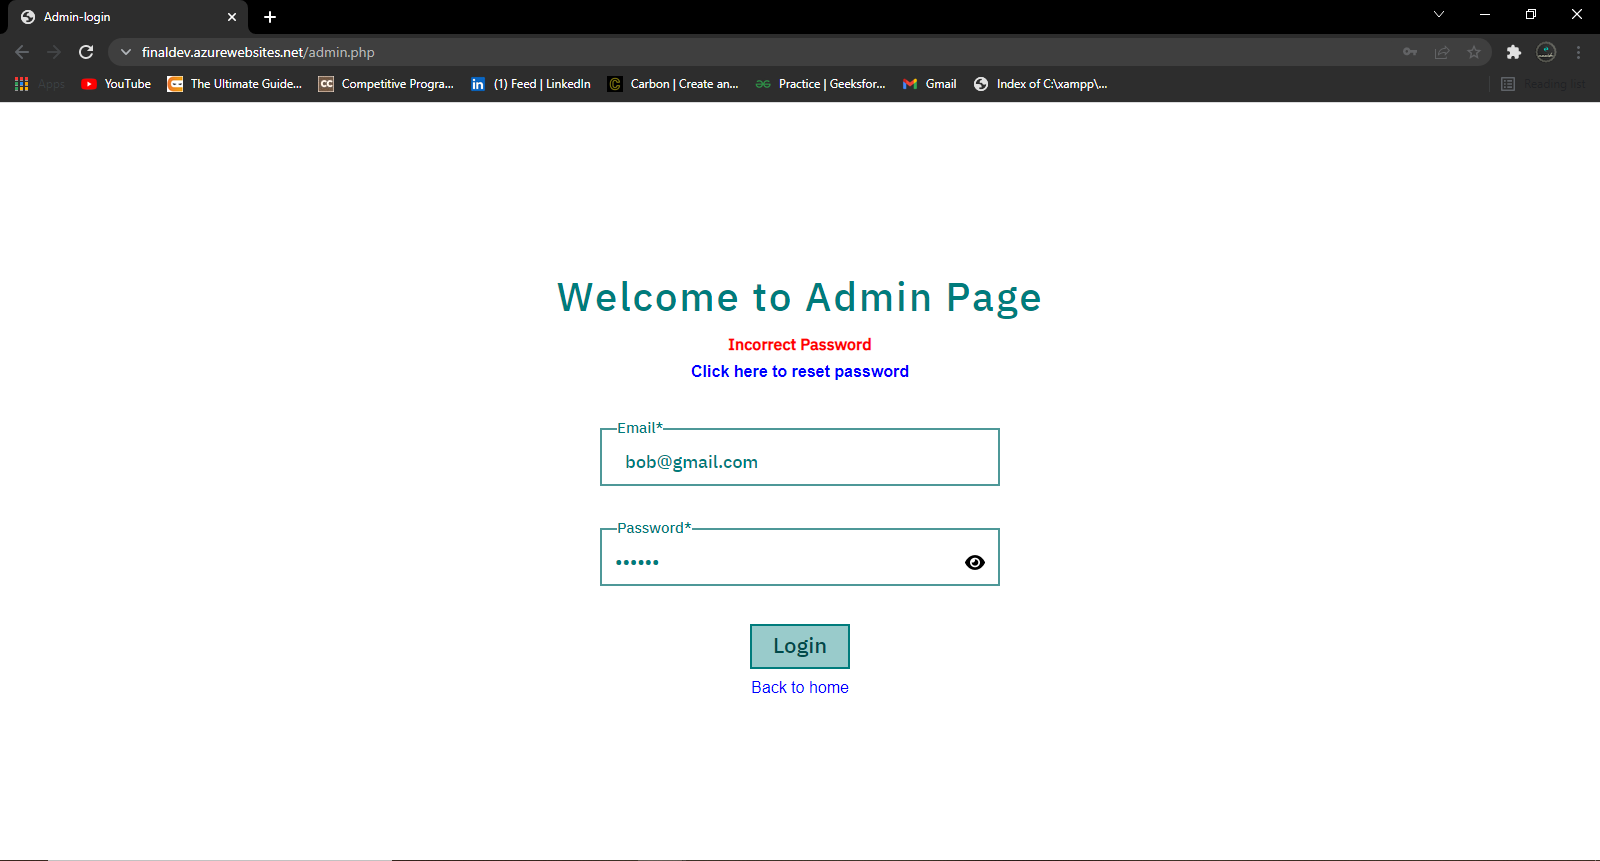 Admin-login
finaldev.azurewebsites.net/admin.php
Apps YouTube The Ultimate Guide... Competitive Progra... (1) Feed | LinkedIn Carbon | Create an... Practice | Geeksfor... Gmail Index of C:\xampp\... Reading list
Welcome to Admin Page
Incorrect Password
Click here to reset password
Email*
bob@gmail.com
Password*
••••••
Login
Back to home